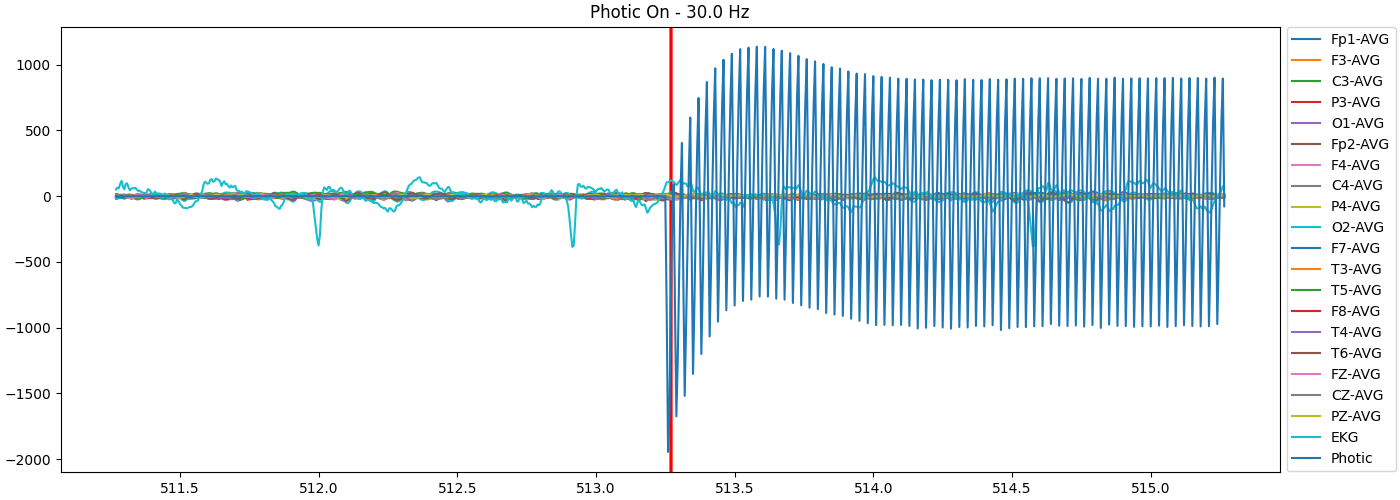 Photic On - 30.0 Hz
1000
500
0
−500
−1000
−1500
−2000
511.5 512.0 512.5 513.0 513.5 514.0 514.5 515.0
Fp1-AVG
F3-AVG
C3-AVG
P3-AVG
O1-AVG
Fp2-AVG
F4-AVG
C4-AVG
P4-AVG
O2-AVG
F7-AVG
T3-AVG
T5-AVG
F8-AVG
T4-AVG
T6-AVG
FZ-AVG
CZ-AVG
PZ-AVG
EKG
Photic